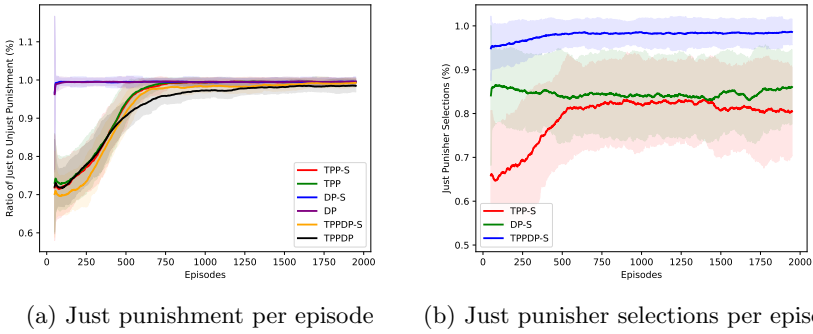 Ratio of Just to Unjust Punishment (%)
1.1
1.0
0.9
0.8
0.7
0.6
TPP-S
TPP
DP-S
DP
TPPDP-S
TPPDP
0 250 500 750 1000 1250 1500 1750 2000
Episodes
(a) Just punishment per episode
Just Punisher Selections (%)
1.0
0.9
0.8
0.7
0.6
0.5
TPP-S
DP-S
TPPDP-S
0 250 500 750 1000 1250 1500 1750 2000
Episodes
(b) Just punisher selections per episo